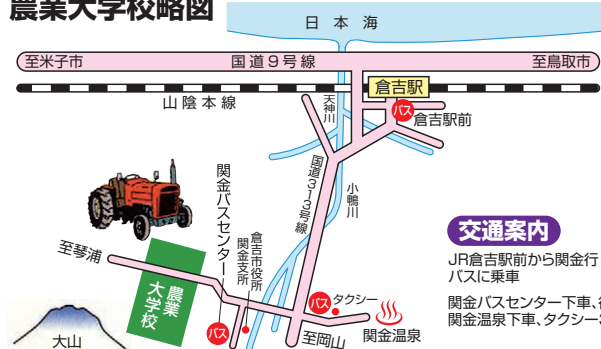 農業大学校略図
日本海
至米子市
国道9号線
至鳥取市
倉吉駅
山陰本線
天神川
バス
倉吉駅前
国道313号線
小鴨川
関金バスセンター
倉吉市役所
関金支所
至琴浦
農業
大学校
大山
バス
バス
タクシー
至岡山
関金温泉
交通案内
JR倉吉駅前から関金行
バスに乗車
関金バスセンター下車、
関金温泉下車、タクシー